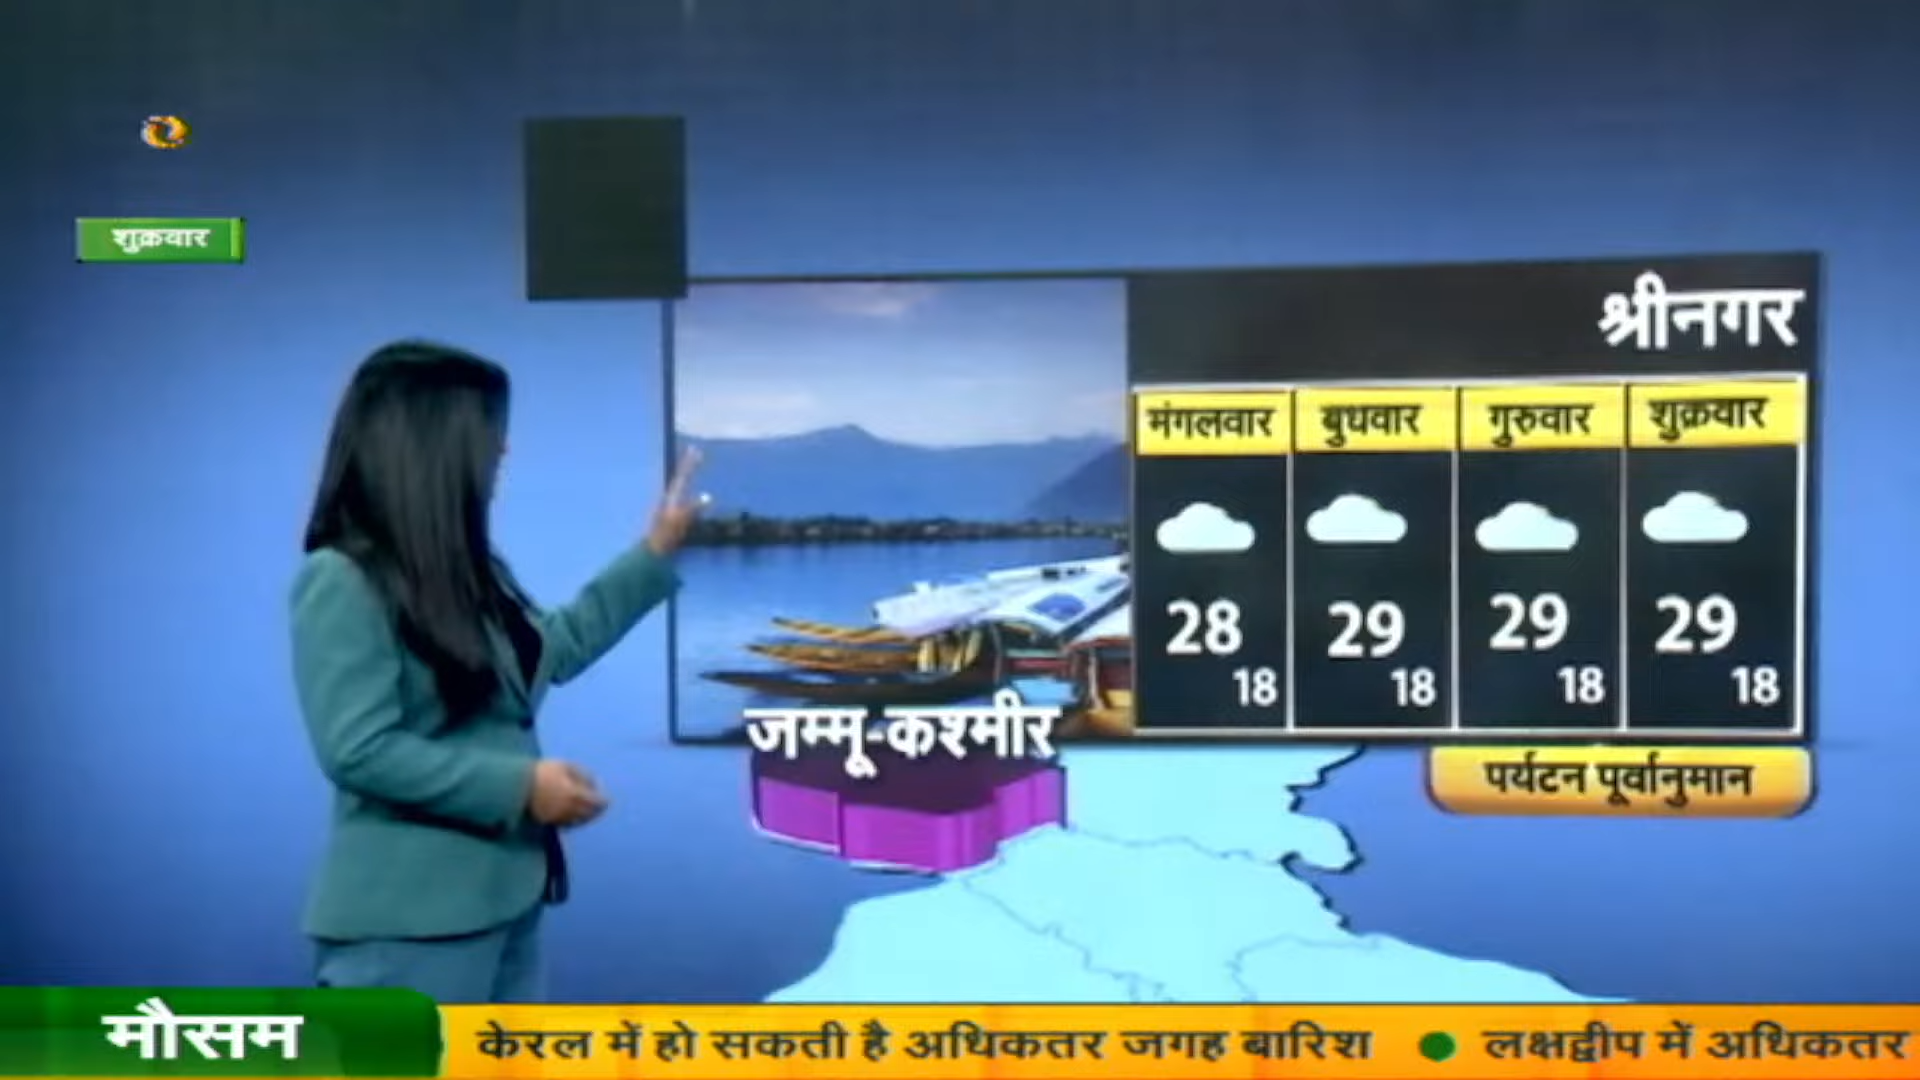 शुक्रवार
श्रीनगर
मंगलवार बुधवार गुरुवार शुक्रवार
28 29 29 29
18 18 18 18
जम्मू-कश्मीर
पर्यटन पूर्वानुमान
मौसम
केरल में हो सकती है अधिकतर जगह बारिश ● लक्षद्वीप में अधिकतर